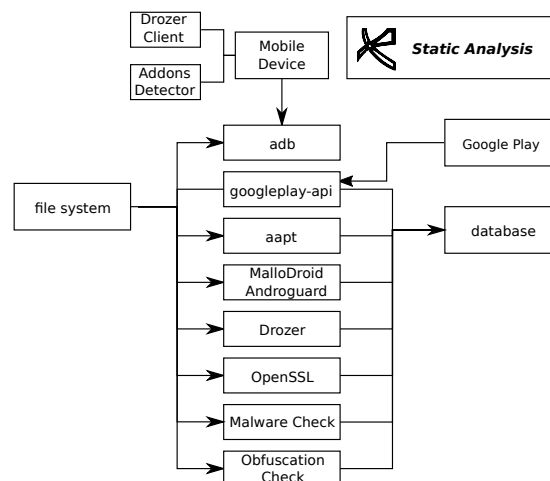 Drozer
Client
Addons
Detector
Mobile
Device
Static Analysis
adb
Google Play
googleplay-api
file system
database
aapt
MalloDroid
Androguard
Drozer
OpenSSL
Malware Check
Obfuscation
Check